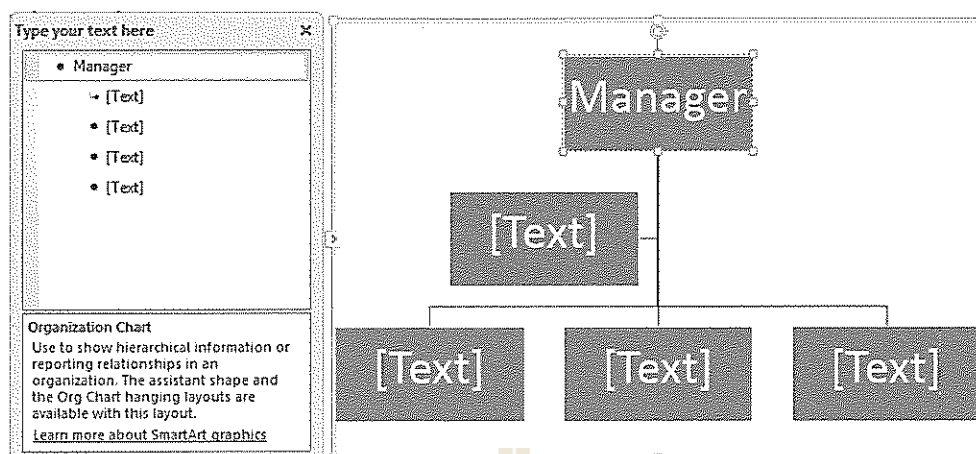 Type your text here
Manager
[Text]
[Text]
[Text]
[Text]
Organization Chart
Use to show hierarchical information or
reporting relationships in an
organization. The assistant shape and
the Org Chart hanging layouts are
available with this layout.
Learn more about SmartArt graphics
Manager
[Text]
[Text]
[Text]
[Text]